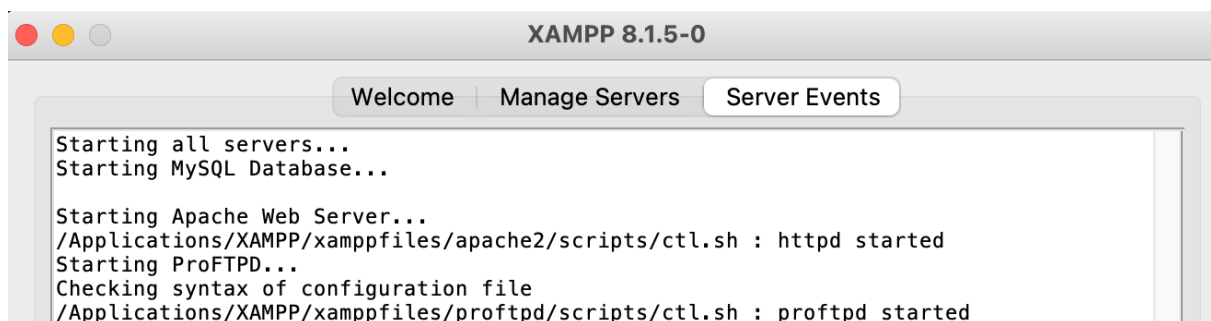 XAMPP 8.1.5-0
Welcome Manage Servers Server Events
Starting all servers...
Starting MySQL Database...
Starting Apache Web Server...
/Applications/XAMPP/xamppfiles/apache2/scripts/ctl.sh : httpd started
Starting ProFTPD...
Checking syntax of configuration file
/Applications/XAMPP/xamppfiles/proftpd/scripts/ctl.sh : proftpd started